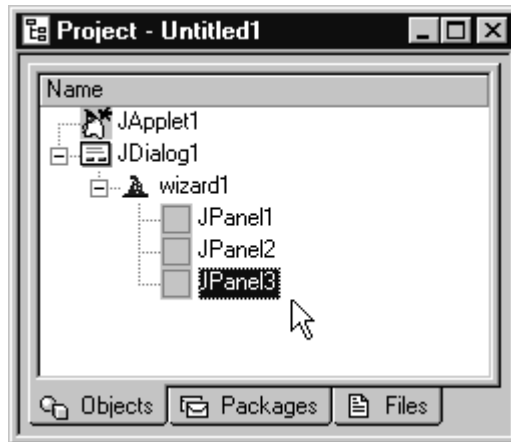 Project - Untitled1
Name
JApplet1
JDialog1
wizard1
JPanel1
JPanel2
JPanel3
Objects Packages Files